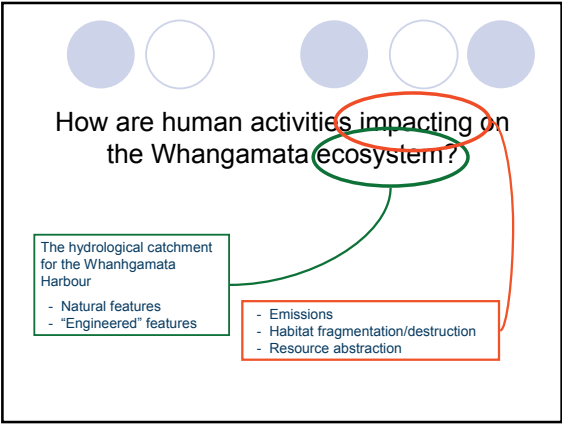 How are human activities impacting on
the Whangamata ecosystem?
The hydrological catchment
for the Whanhgamata
Harbour
- Natural features
- “Engineered” features
- Emissions
- Habitat fragmentation/destruction
- Resource abstraction